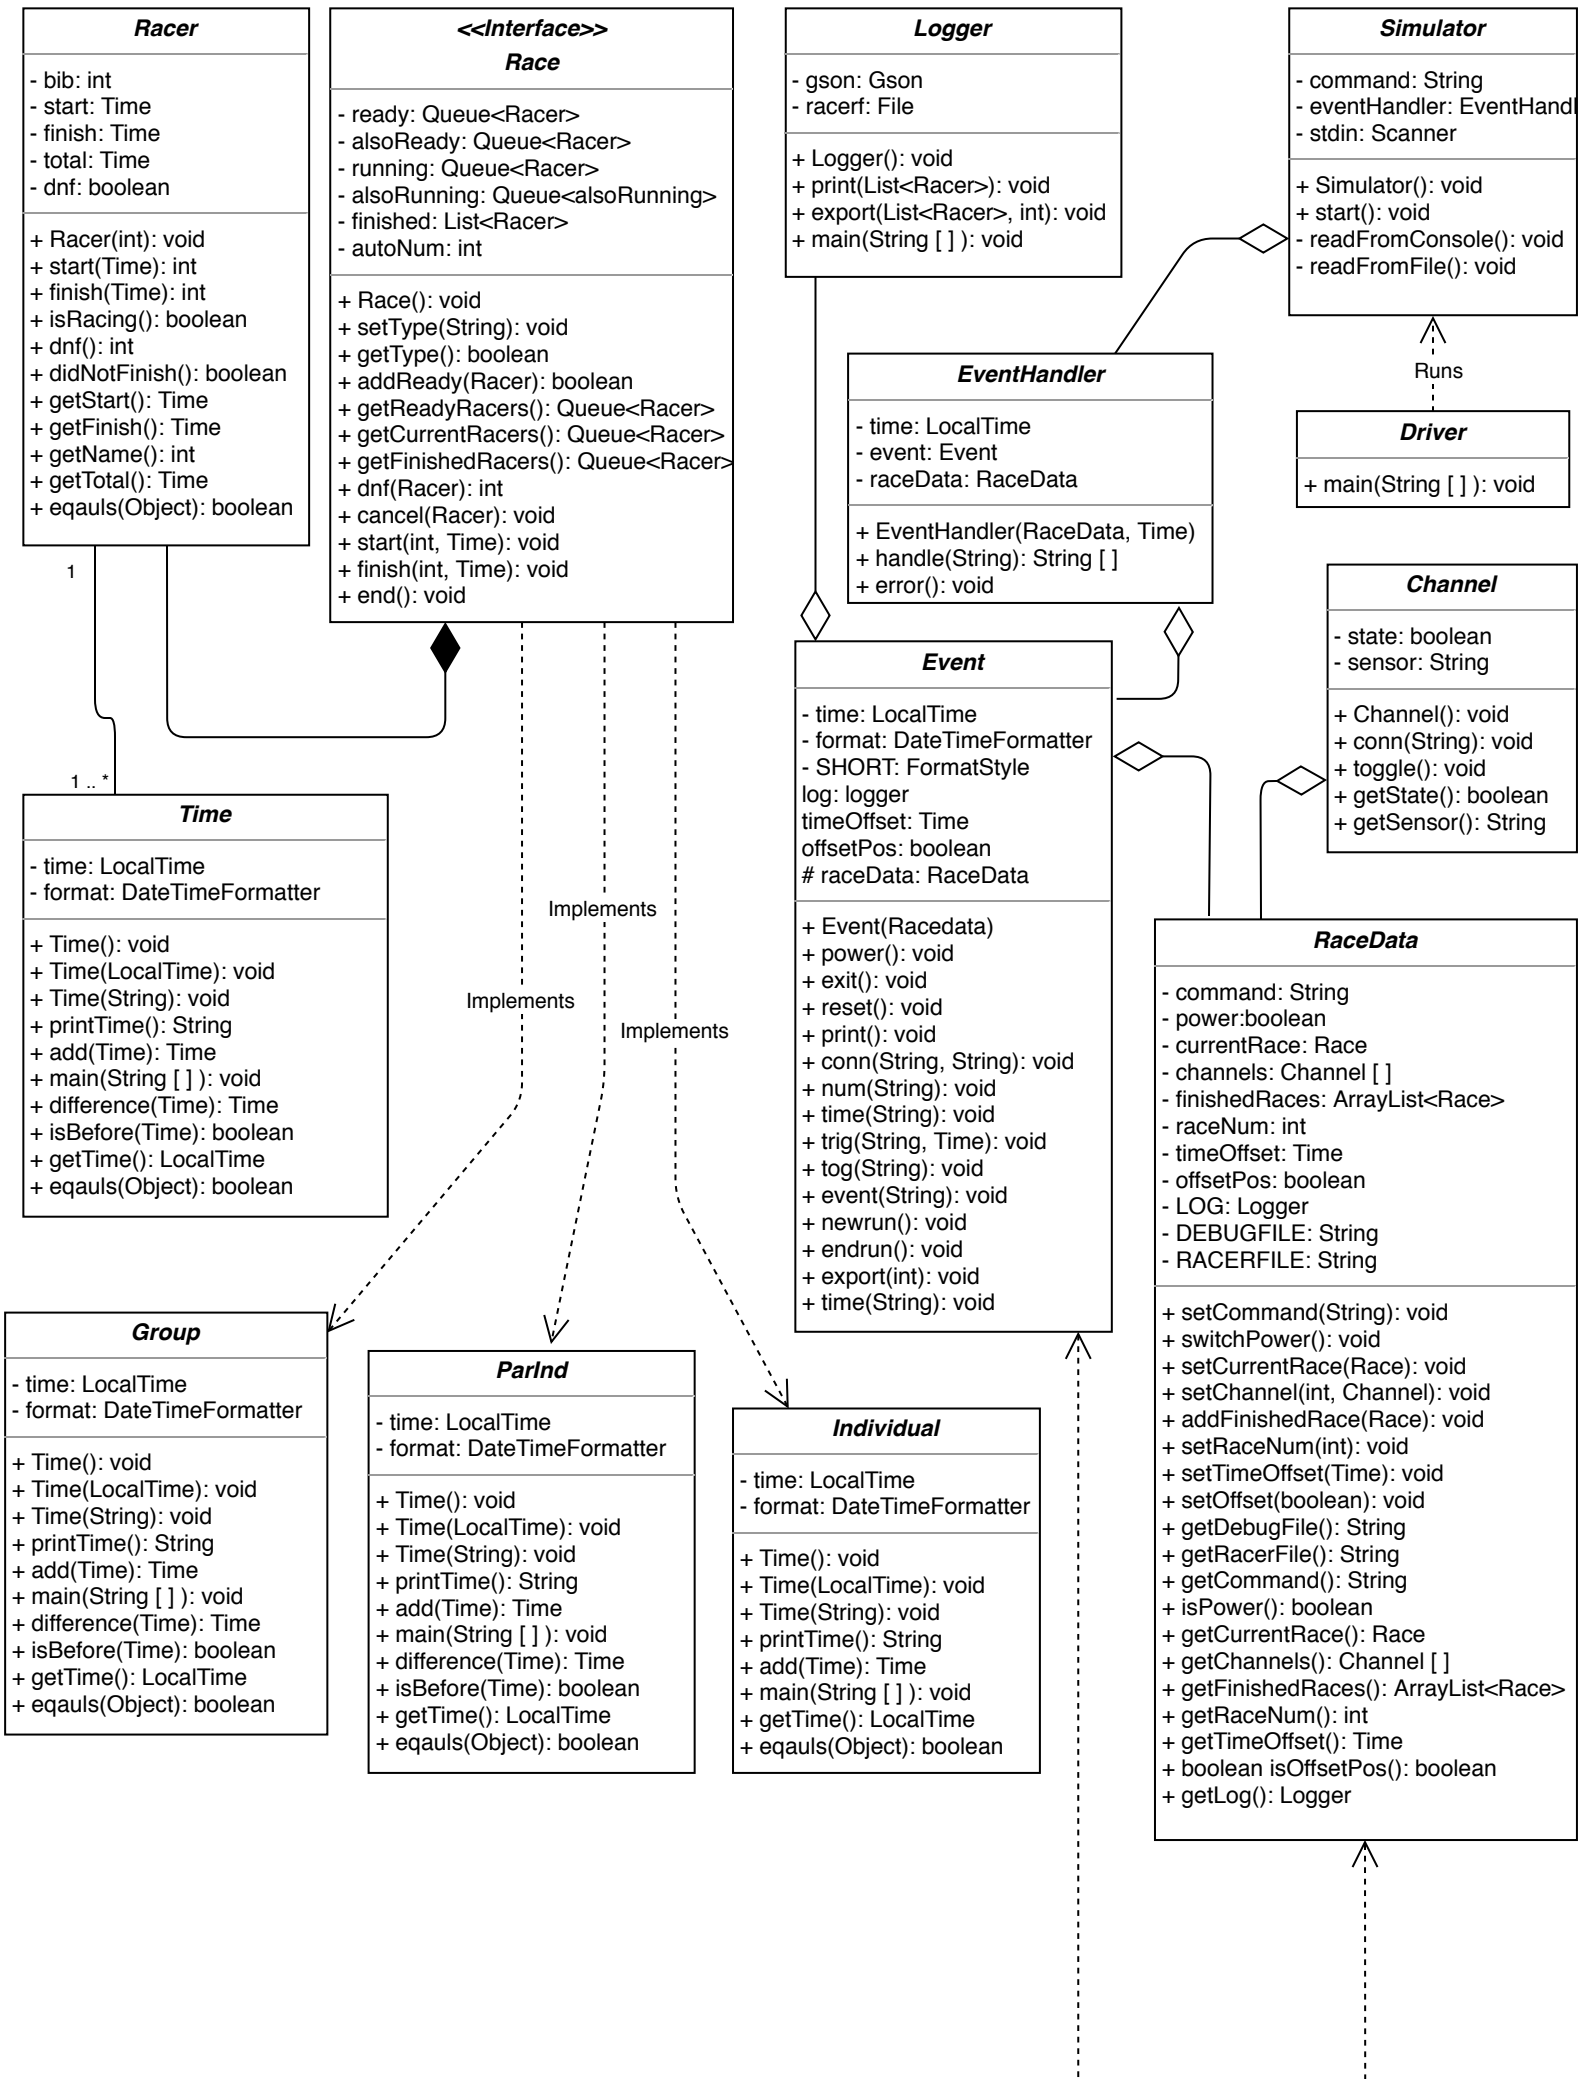 Racer
- bib: int
- start: Time
- finish: Time
- total: Time
- dnf: boolean
+ Racer(int): void
+ start(Time): int
+ finish(Time): int
+ isRacing(): boolean
+ dnf(): int
+ didNotFinish(): boolean
+ getStart(): Time
+ getFinish(): Time
+ getName(): int
+ getTotal(): Time
+ eqauls(Object): boolean
<<Interface>>
Race
- ready: Queue<Racer>
- alsoReady: Queue<Racer>
- running: Queue<Racer>
- alsoRunning: Queue<alsoRunning>
- finished: List<Racer>
- autoNum: int
+ Race(): void
+ setType(String): void
+ getType(): boolean
+ addReady(Racer): boolean
+ getReadyRacers(): Queue<Racer>
+ getCurrentRacers(): Queue<Racer>
+ getFinishedRacers(): Queue<Racer>
+ dnf(Racer): int
+ cancel(Racer): void
+ start(int, Time): void
+ finish(int, Time): void
+ end(): void
Logger
- gson: Gson
- racerf: File
+ Logger(): void
+ print(List<Racer>): void
+ export(List<Racer>, int): void
+ main(String [ ] ): void
Simulator
- command: String
- eventHandler: EventHandl
- stdin: Scanner
+ Simulator(): void
+ start(): void
- readFromConsole(): void
- readFromFile(): void
Runs
EventHandler
- time: LocalTime
- event: Event
- raceData: RaceData
+ EventHandler(RaceData, Time)
+ handle(String): String [ ]
+ error(): void
Driver
+ main(String [ ] ): void
Channel
- state: boolean
- sensor: String
+ Channel(): void
+ conn(String): void
+ toggle(): void
+ getState(): boolean
+ getSensor(): String
1
1 .. *
Time
- time: LocalTime
- format: DateTimeFormatter
+ Time(): void
+ Time(LocalTime): void
+ Time(String): void
+ printTime(): String
+ add(Time): Time
+ main(String [ ] ): void
+ difference(Time): Time
+ isBefore(Time): boolean
+ getTime(): LocalTime
+ eqauls(Object): boolean
Implements
Implements
Implements
Event
- time: LocalTime
- format: DateTimeFormatter
- SHORT: FormatStyle
log: logger
timeOffset: Time
offsetPos: boolean
# raceData: RaceData
+ Event(Racedata)
+ power(): void
+ exit(): void
+ reset(): void
+ print(): void
+ conn(String, String): void
+ num(String): void
+ time(String): void
+ trig(String, Time): void
+ tog(String): void
+ event(String): void
+ newrun(): void
+ endrun(): void
+ export(int): void
+ time(String): void
RaceData
- command: String
- power:boolean
- currentRace: Race
- channels: Channel [ ]
- finishedRaces: ArrayList<Race>
- raceNum: int
- timeOffset: Time
- offsetPos: boolean
- LOG: Logger
- DEBUGFILE: String
- RACERFILE: String
+ setCommand(String): void
+ switchPower(): void
+ setCurrentRace(Race): void
+ setChannel(int, Channel): void
+ addFinishedRace(Race): void
+ setRaceNum(int): void
+ setTimeOffset(Time): void
+ setOffset(boolean): void
+ getDebugFile(): String
+ getRacerFile(): String
+ getCommand(): String
+ isPower(): boolean
+ getCurrentRace(): Race
+ getChannels(): Channel [ ]
+ getFinishedRaces(): ArrayList<Race>
+ getRaceNum(): int
+ getTimeOffset(): Time
+ boolean isOffsetPos(): boolean
+ getLog(): Logger
Group
- time: LocalTime
- format: DateTimeFormatter
+ Time(): void
+ Time(LocalTime): void
+ Time(String): void
+ printTime(): String
+ add(Time): Time
+ main(String [ ] ): void
+ difference(Time): Time
+ isBefore(Time): boolean
+ getTime(): LocalTime
+ eqauls(Object): boolean
ParInd
- time: LocalTime
- format: DateTimeFormatter
+ Time(): void
+ Time(LocalTime): void
+ Time(String): void
+ printTime(): String
+ add(Time): Time
+ main(String [ ] ): void
+ difference(Time): Time
+ isBefore(Time): boolean
+ getTime(): LocalTime
+ eqauls(Object): boolean
Individual
- time: LocalTime
- format: DateTimeFormatter
+ Time(): void
+ Time(LocalTime): void
+ Time(String): void
+ printTime(): String
+ add(Time): Time
+ main(String [ ] ): void
+ getTime(): LocalTime
+ eqauls(Object): boolean